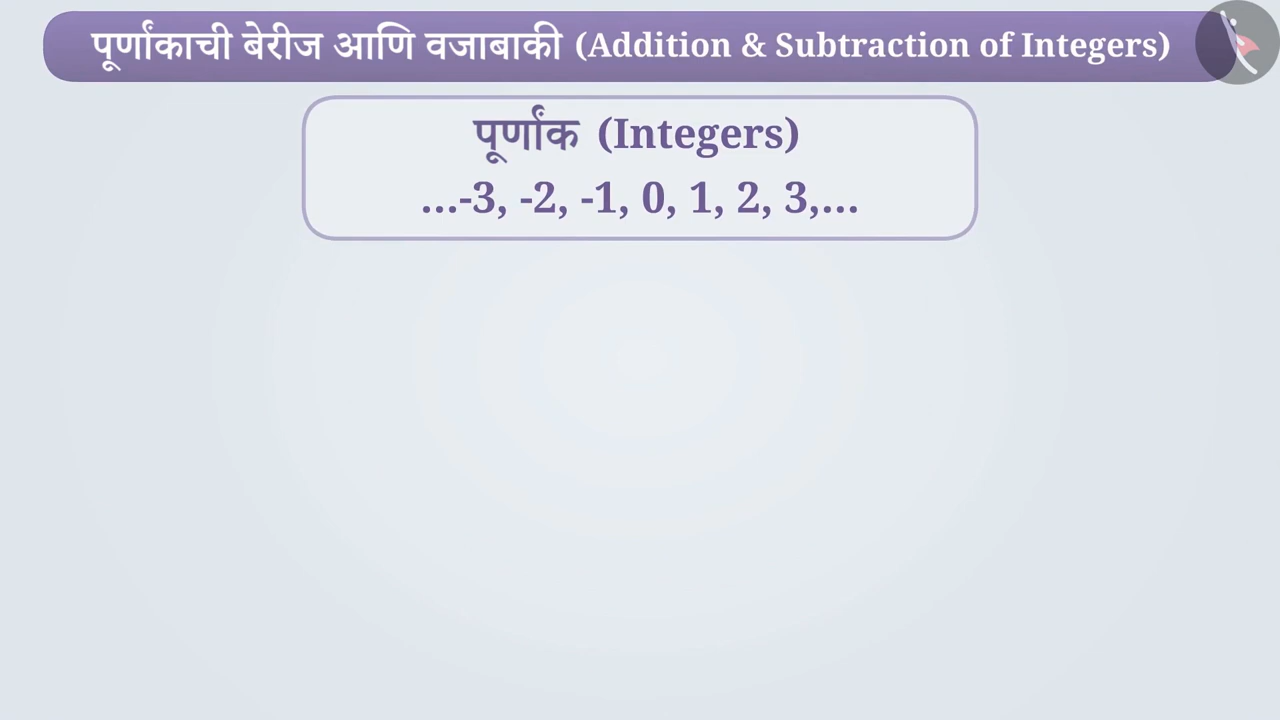 पूर्णांकाची बेरीज आणि वजाबाकी (Addition & Subtraction of Integers)
पूर्णांक (Integers)
...-3, -2, -1, 0, 1, 2, 3,...